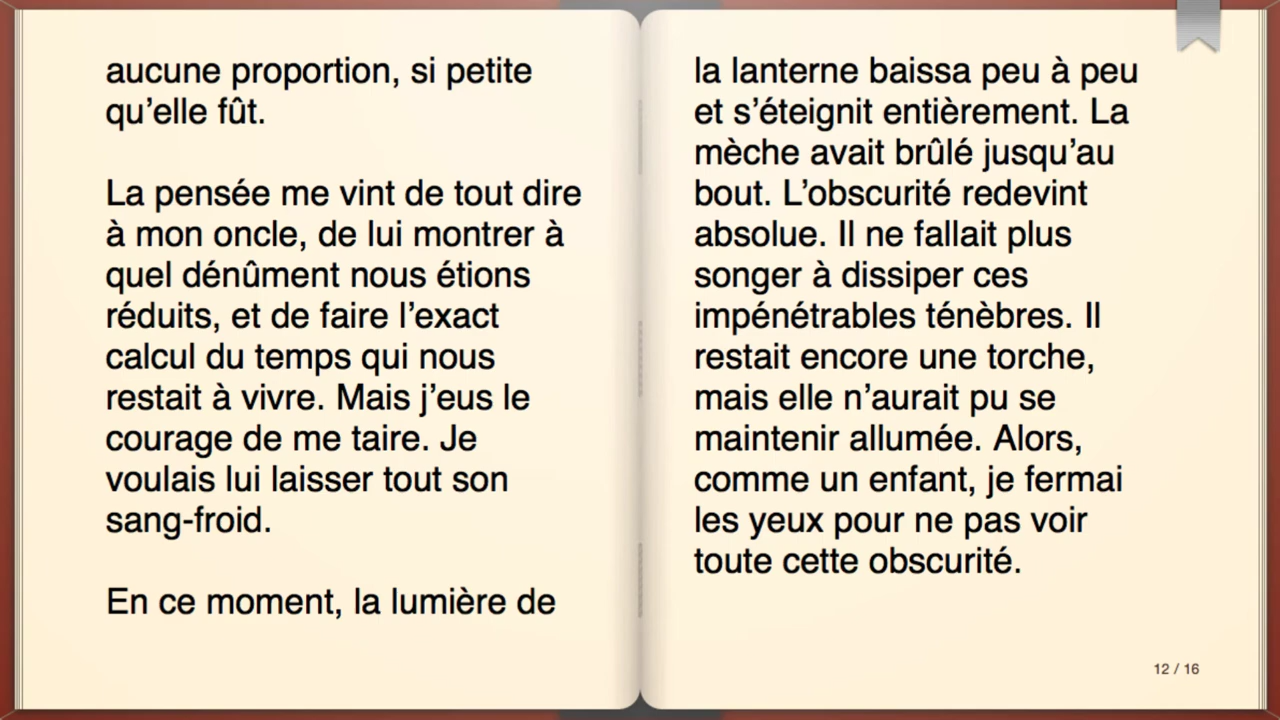 aucune proportion, si petite
qu’elle fût.
La pensée me vint de tout dire
à mon oncle, de lui montrer à
quel dénûment nous étions
réduits, et de faire l’exact
calcul du temps qui nous
restait à vivre. Mais j’eus le
courage de me taire. Je
voulais lui laisser tout son
sang-froid.
En ce moment, la lumière de
la lanterne baissa peu à peu
et s’éteignit entièrement. La
mèche avait brûlé jusqu’au
bout. L’obscurité redevint
absolue. Il ne fallait plus
songer à dissiper ces
impénétrables ténèbres. Il
restait encore une torche,
mais elle n’aurait pu se
maintenir allumée. Alors,
comme un enfant, je fermai
les yeux pour ne pas voir
toute cette obscurité.
12 / 16